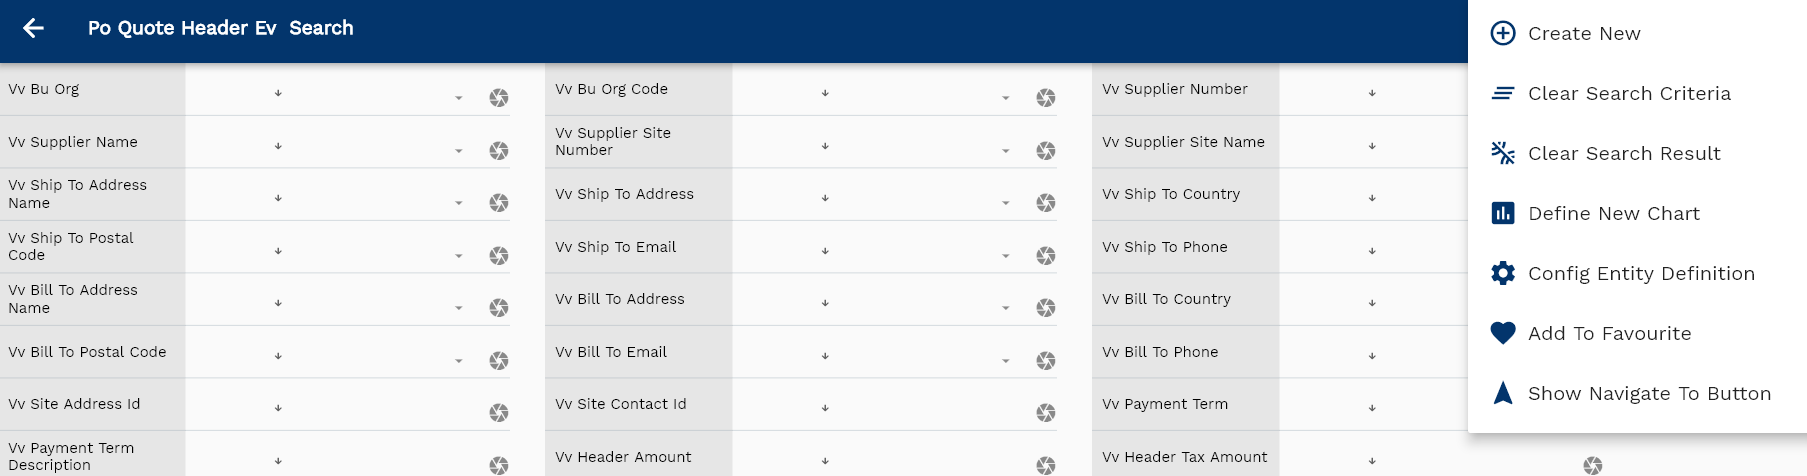 Po Quote Header Ev  Search
Create New
Clear Search Criteria
Clear Search Result
Define New Chart
Config Entity Definition
Add To Favourite
Show Navigate To Button
Vv Bu Org
Vv Bu Org Code
Vv Supplier Number
Vv Supplier Name
Vv Supplier Site
Number
Vv Supplier Site Name
Vv Ship To Address
Name
Vv Ship To Address
Vv Ship To Country
Vv Ship To Postal
Code
Vv Ship To Email
Vv Ship To Phone
Vv Bill To Address
Name
Vv Bill To Address
Vv Bill To Country
Vv Bill To Postal Code
Vv Bill To Email
Vv Bill To Phone
Vv Site Address Id
Vv Site Contact Id
Vv Payment Term
Vv Payment Term
Description
Vv Header Amount
Vv Header Tax Amount